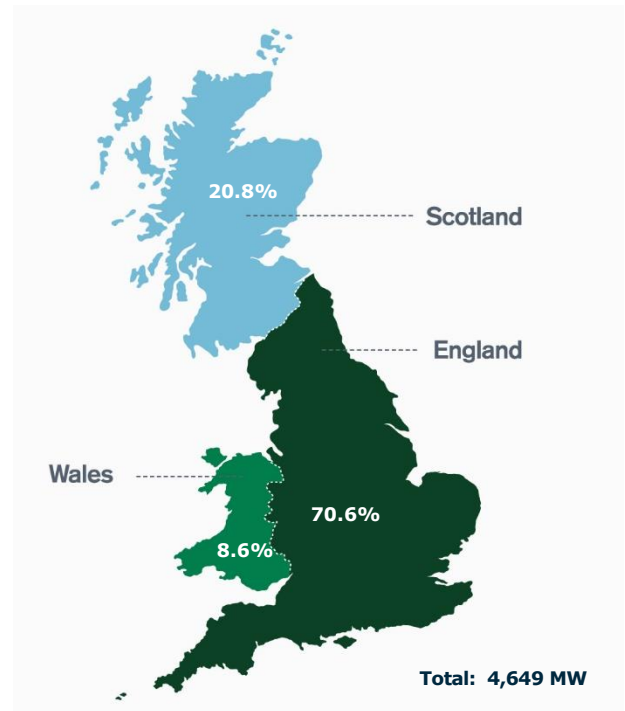 20.8%
Scotland
England
Wales
70.6%
8.6%
Total: 4,649 MW